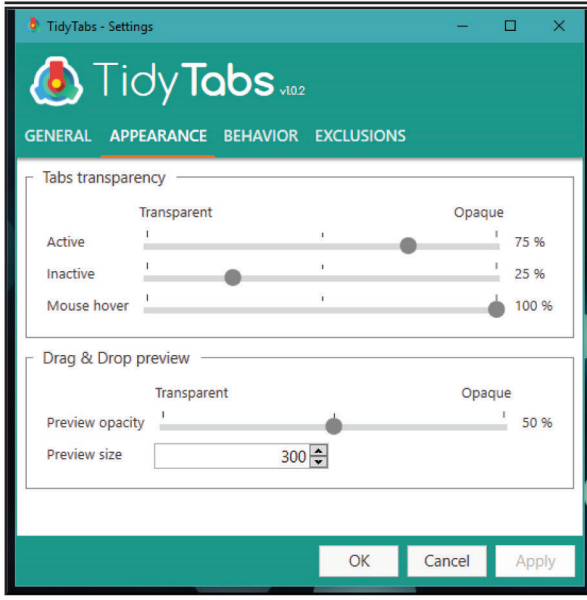 TidyTabs - Settings
TidyTabs v1.0.2
GENERAL APPEARANCE BEHAVIOR EXCLUSIONS
Tabs transparency
Transparent Opaque
Active 75 %
Inactive 25 %
Mouse hover 100 %
Drag & Drop preview
Transparent Opaque
Preview opacity 50 %
Preview size 300
OK Cancel Apply